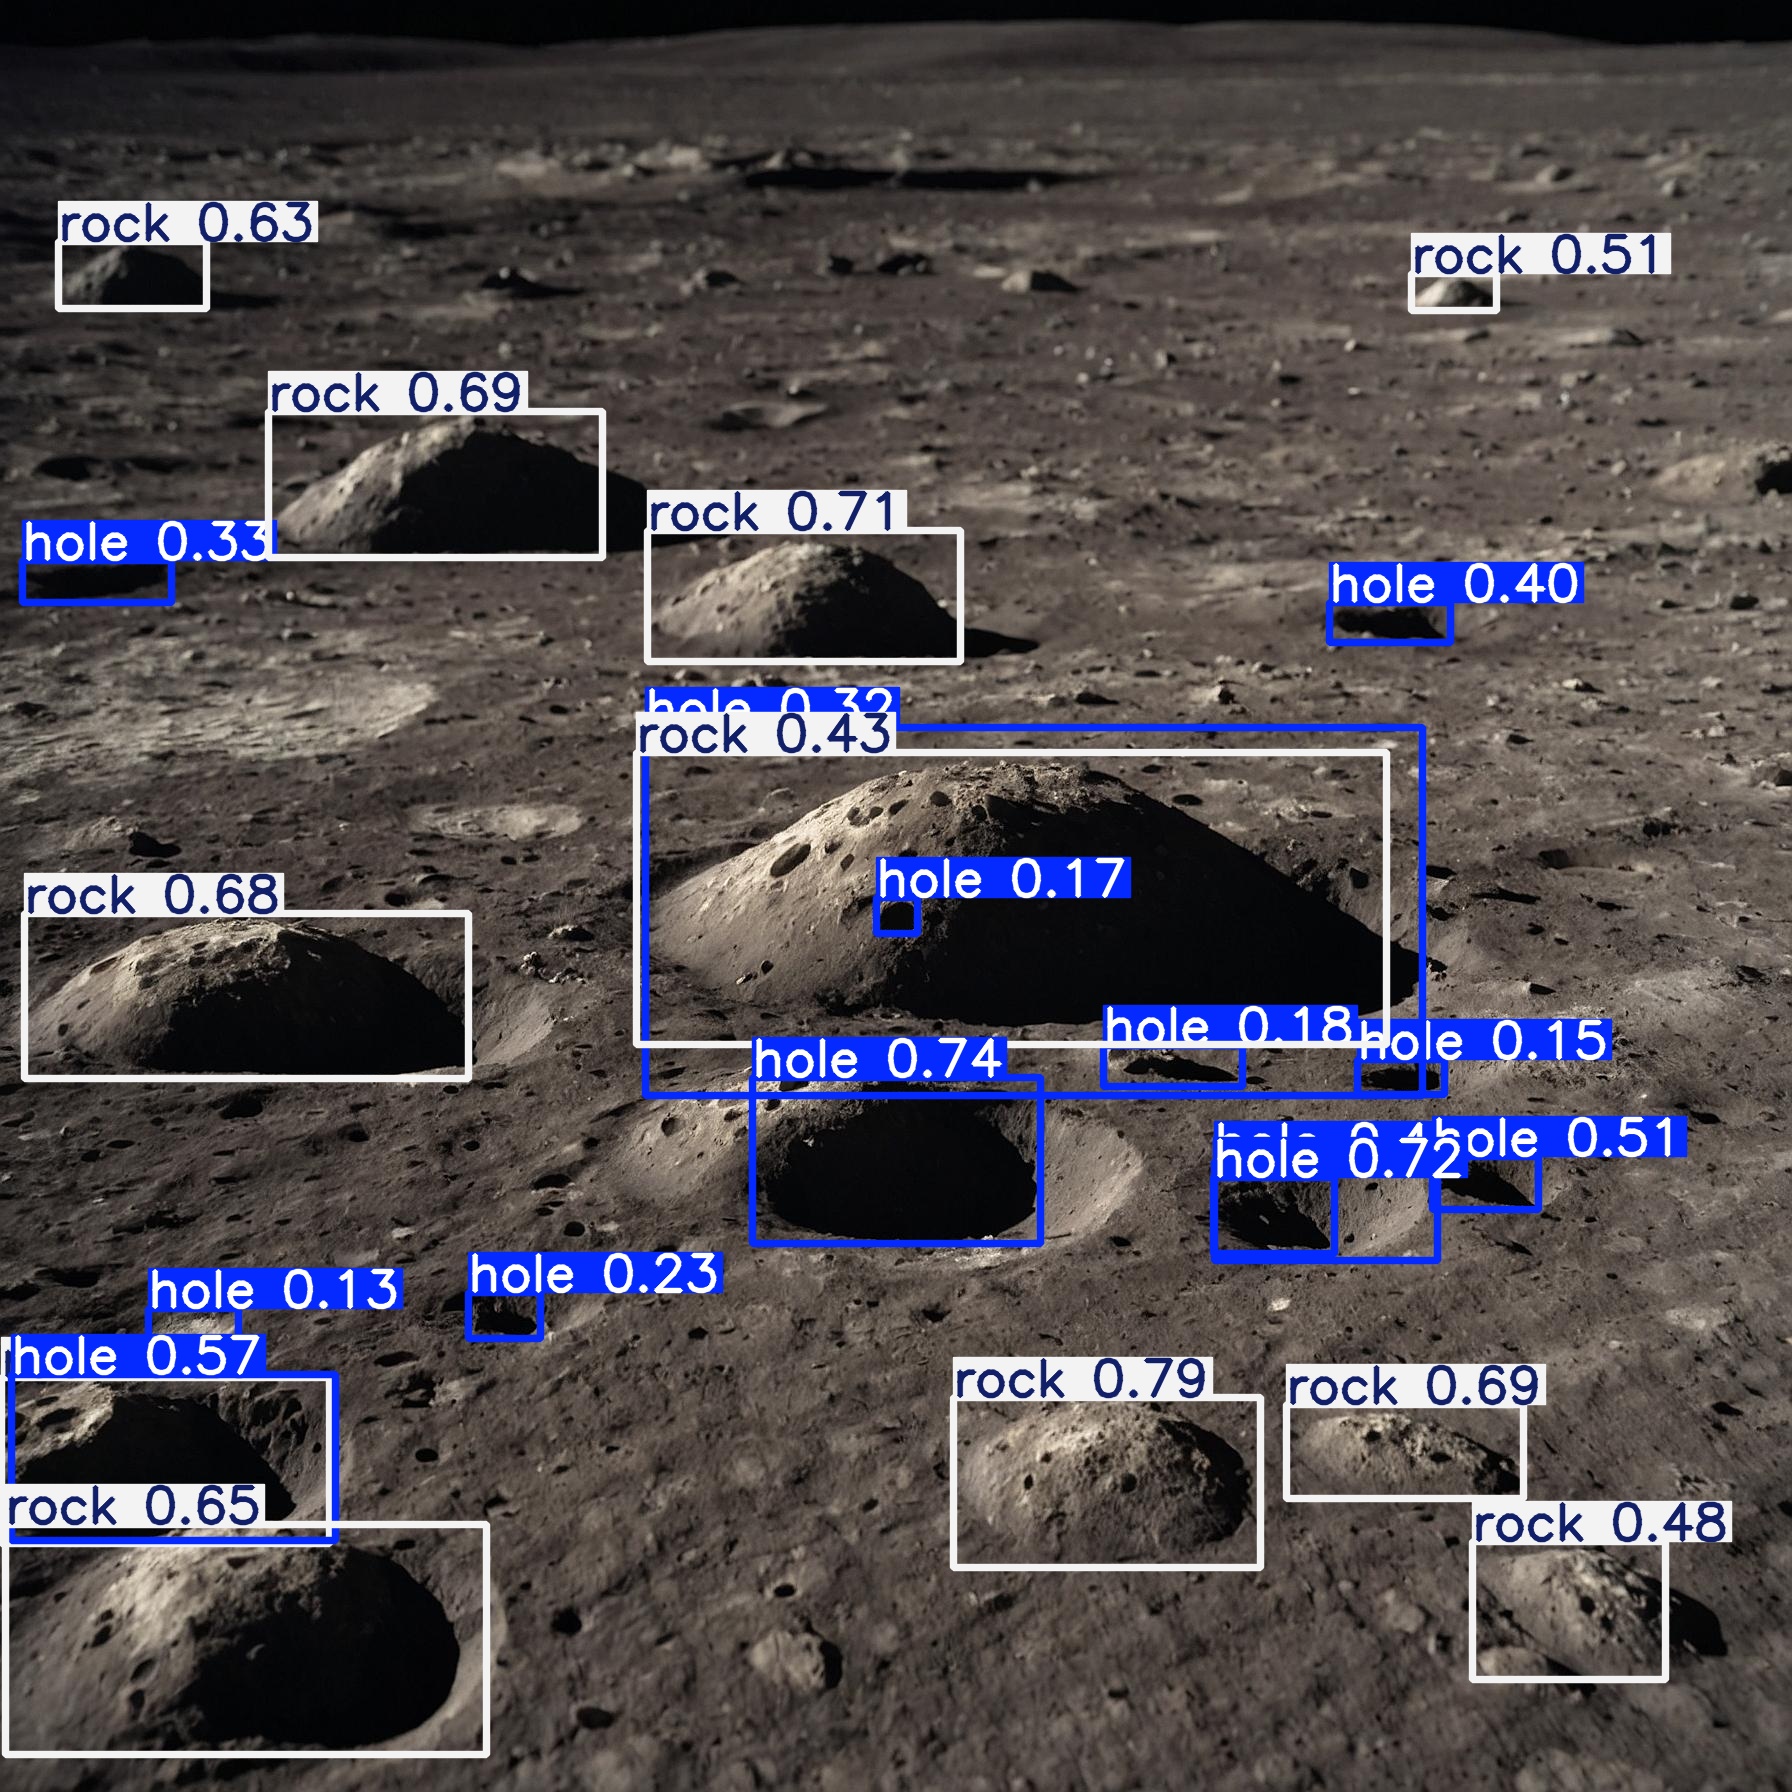 rock 0.63
rock 0.51
rock 0.69
rock 0.71
hole 0.33
hole 0.40
hole 0.32
rock 0.43
hole 0.17
rock 0.68
hole 0.18
hole 0.15
hole 0.74
hole 0.51
hole 0.72
hole 0.23
hole 0.13
hole 0.57
rock 0.79
rock 0.69
rock 0.65
rock 0.48